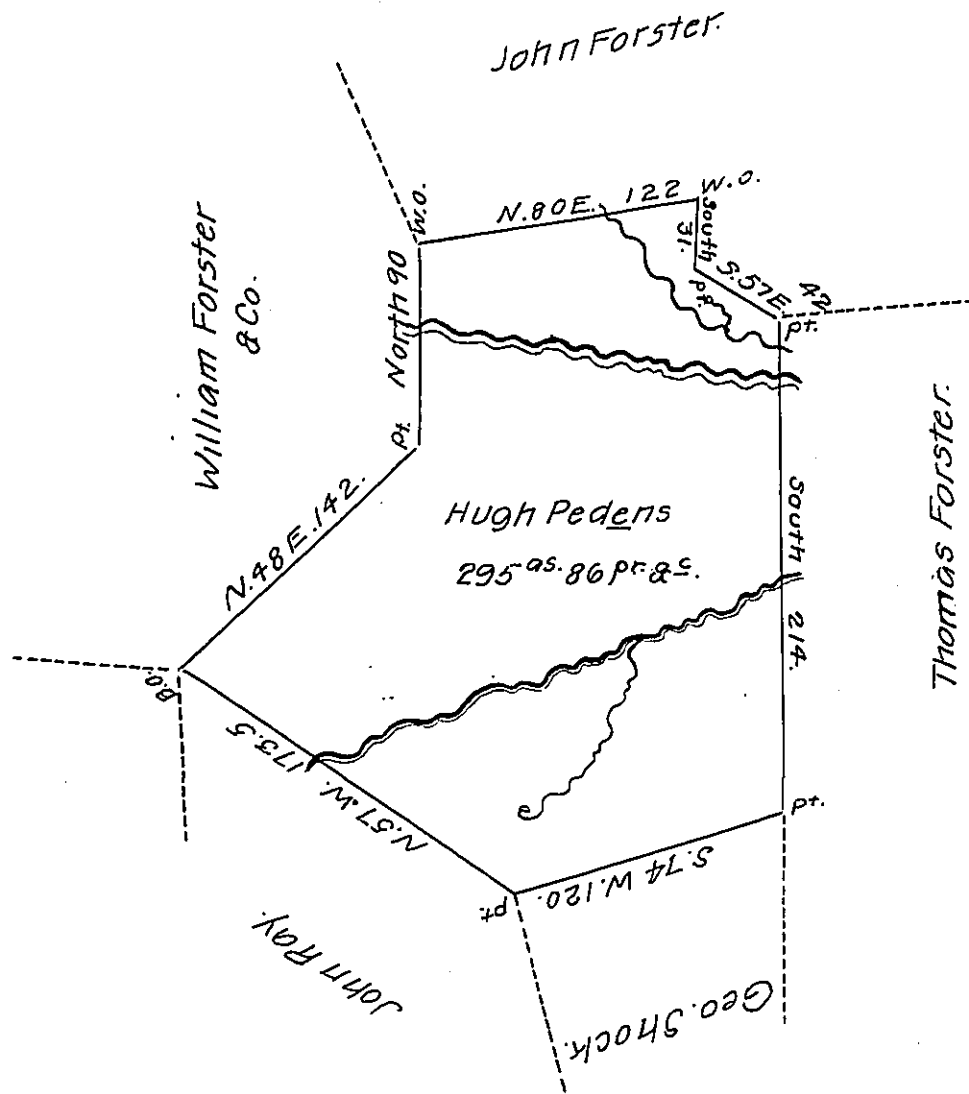 John Forster.
William Forster
& Co.
W.O.
N.80E. 122
W.O.
South
31.
pt.
S.57E.
42
pt.
North 90
pt.
N.48E.142.
Hugh Pedens
295 as. 86 pr. &c.
South 214.
Thomas Forster.
B.O.
N.57.W. 173.5
pt.
S.74 W.120.
pt.
John Ray.
Geo. Shock.